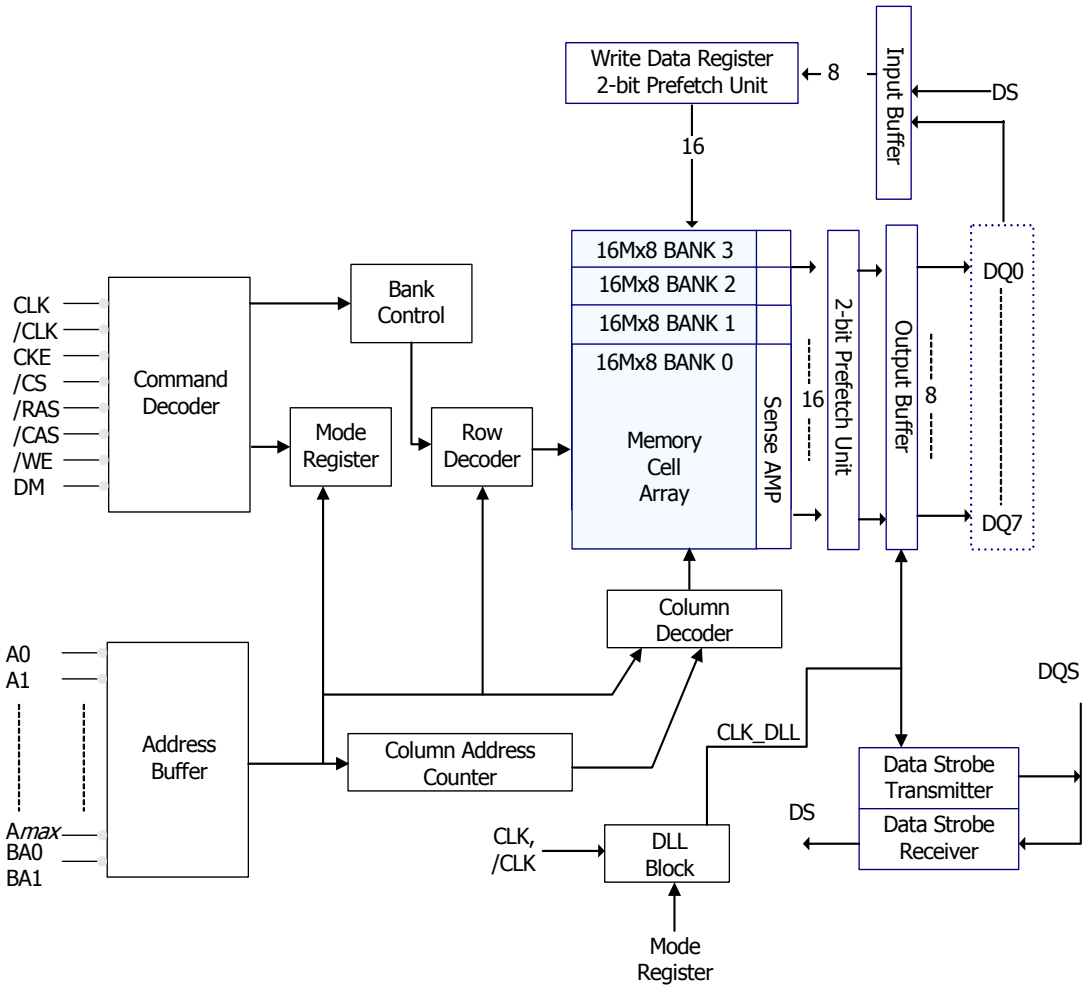 Write Data Register
2-bit Prefetch Unit
8
Input Buffer
DS
16
16Mx8 BANK 3
16Mx8 BANK 2
16Mx8 BANK 1
16Mx8 BANK 0
Memory
Cell
Array
Sense AMP
16
2-bit Prefetch Unit
Output Buffer
8
DQ0
DQ7
CLK
/CLK
CKE
/CS
/RAS
/CAS
/WE
DM
Command
Decoder
Bank
Control
Mode
Register
Row
Decoder
Column
Decoder
A0
A1
Amax
BA0
BA1
Address
Buffer
Column Address
Counter
CLK_DLL
DQS
Data Strobe
Transmitter
Data Strobe
Receiver
DS
CLK,
/CLK
DLL
Block
Mode
Register